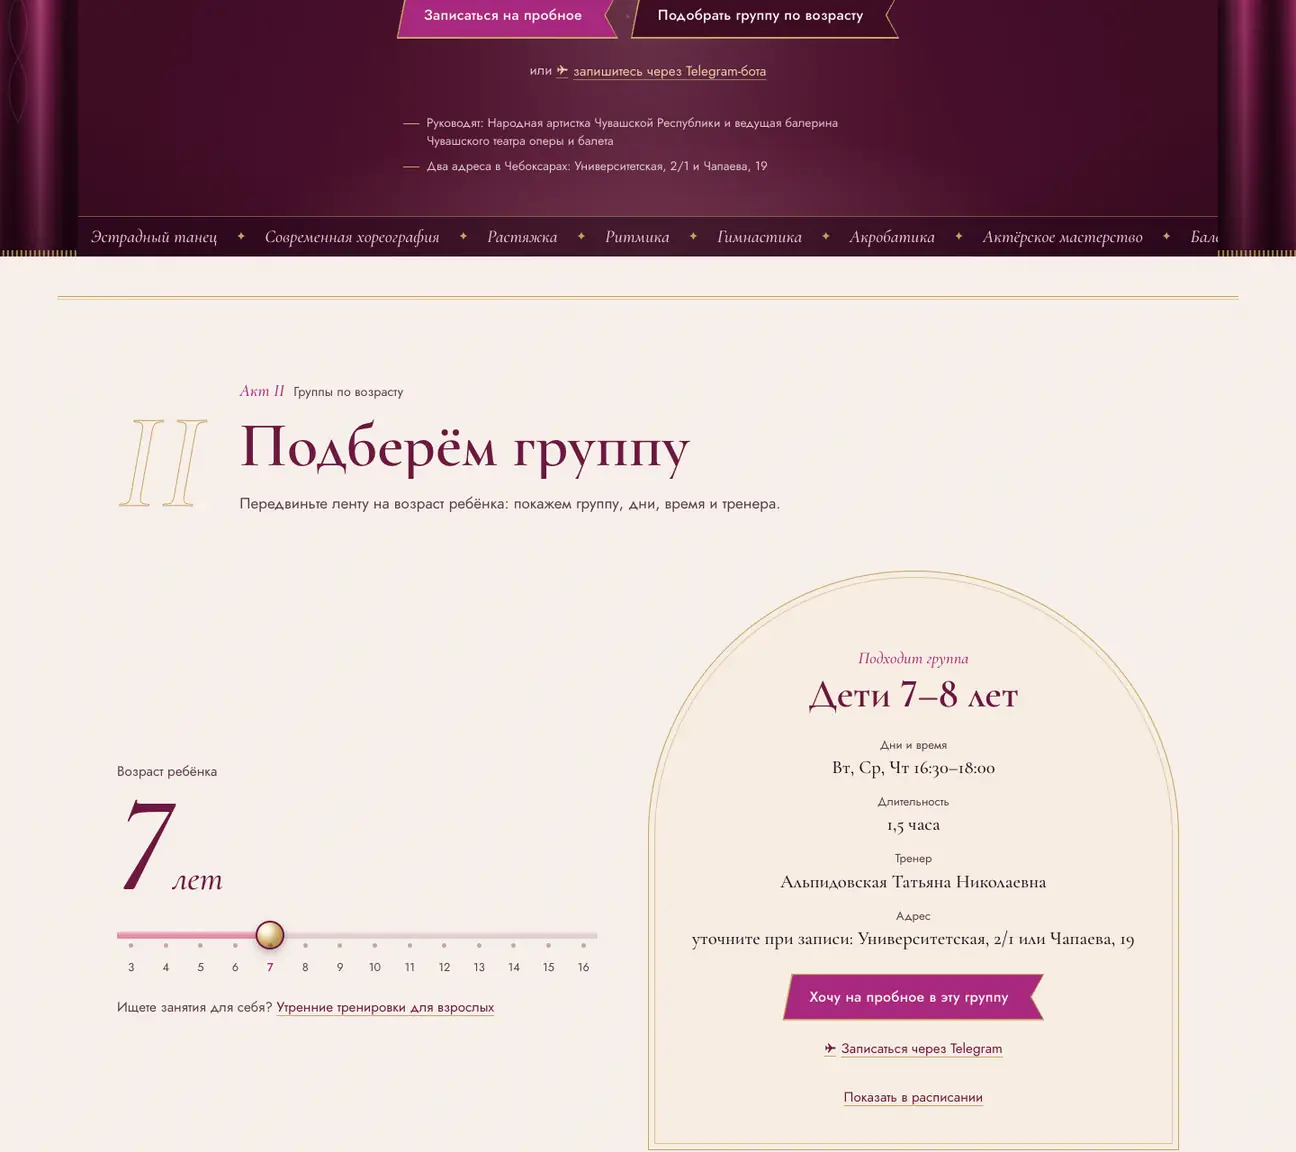 Записаться на пробное
Подобрать группу по возрасту
или ✈ запишитесь через Telegram-бота
Руководят: Народная артистка Чувашской Республики и ведущая балерина
Чувашского театра оперы и балета
Два адреса в Чебоксарах: Университетская, 2/1 и Чапаева, 19
Эстрадный танец ✦ Современная хореография ✦ Растяжка ✦ Ритмика ✦ Гимнастика ✦ Акробатика ✦ Актёрское мастерство ✦
Акт II Группы по возрасту
II
Подберём группу
Передвиньте ленту на возраст ребёнка: покажем группу, дни, время и тренера.
Возраст ребёнка
7 лет
3 4 5 6 7 8 9 10 11 12 13 14 15 16
Ищете занятия для себя? Утренние тренировки для взрослых
Подходит группа
Дети 7–8 лет
Дни и время
Вт, Ср, Чт 16:30–18:00
Длительность
1,5 часа
Тренер
Альпидовская Татьяна Николаевна
Адрес
уточните при записи: Университетская, 2/1 или Чапаева, 19
Хочу на пробное в эту группу
✈ Записаться через Telegram
Показать в расписании